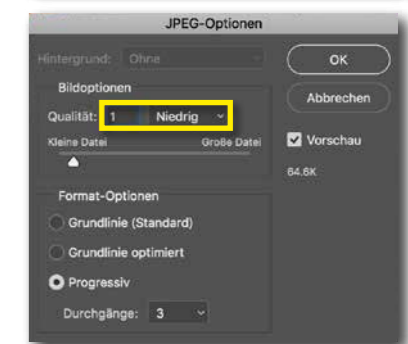 JPEG-Optionen
Hintergrund: Ohne
OK
Bildoptionen
Abbrechen
Qualität: 1 Niedrig
Kleine Datei Große Datei
Vorschau
64.6K
Format-Optionen
Grundlinie (Standard)
Grundlinie optimiert
Progressiv
Durchgänge: 3